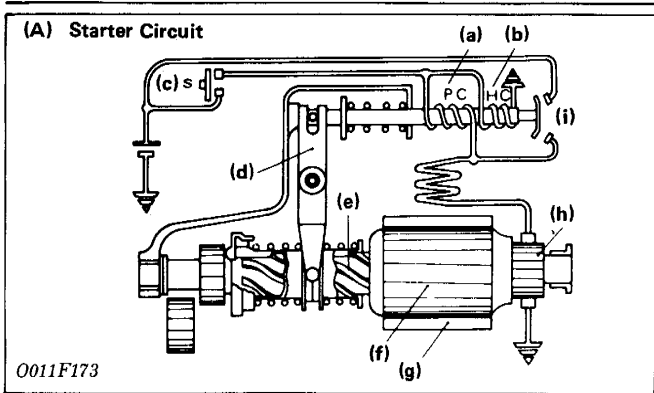 (A) Starter Circuit
(a)
(b)
(c) S
P C
H C
(i)
(d)
(e)
(h)
(f)
(g)
O011F173